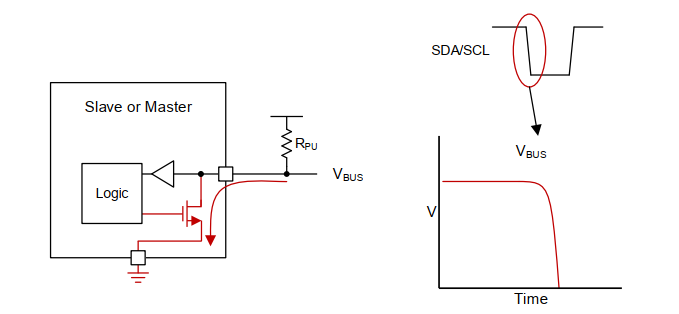 SDA/SCL
Slave or Master
R_PU
V_BUS
Logic
V_BUS
V
Time